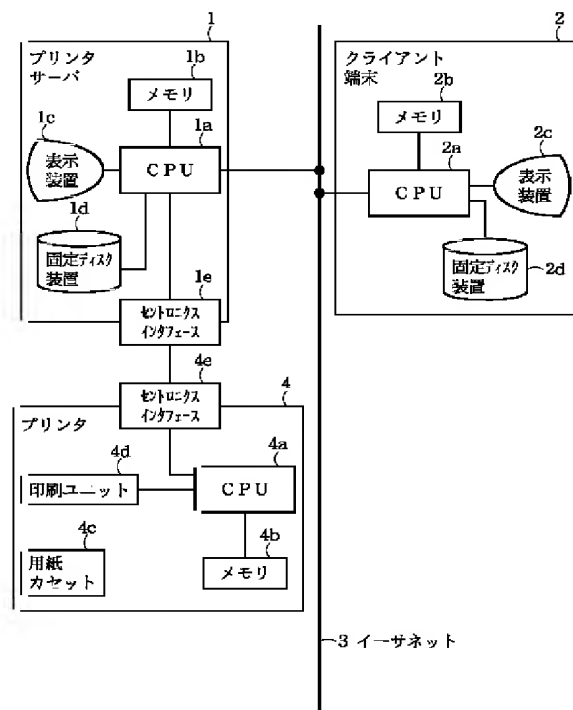 1
プリンタ
サーバ
1b
メモリ
1a
CPU
1c
表示
装置
1d
固定ディスク
装置
1e
セントロニクス
インタフェース
2
クライアント
端末
2b
メモリ
2a
CPU
2c
表示
装置
固定ディスク
装置
2d
4e
セントロニクス
インタフェース
4
プリンタ
4a
CPU
4d
印刷ユニット
4c
用紙
カセット
4b
メモリ
3 イーサネット